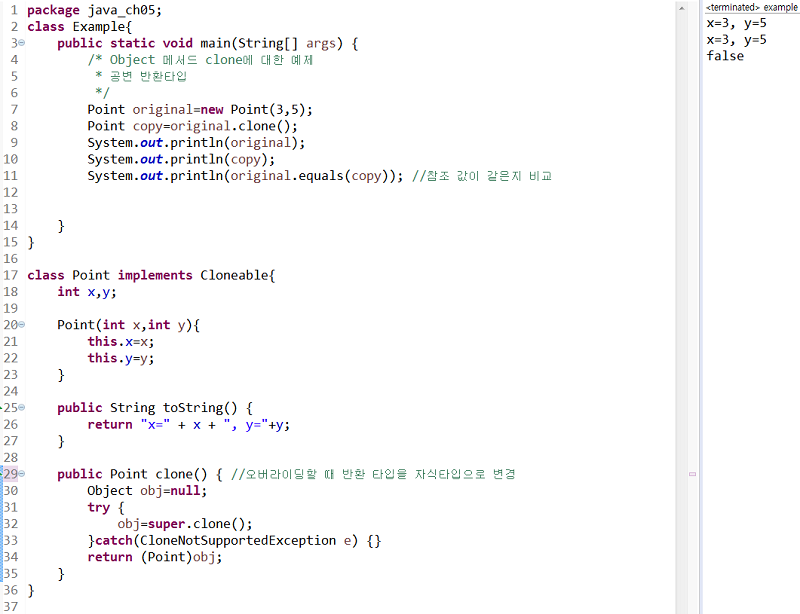 1 package java_ch05;
2 class Example{
3 public static void main(String[] args) {
4 /* Object 메서드 clone에 대한 예제
5 * 공변 반환타입
6 */
7 Point original=new Point(3,5);
8 Point copy=original.clone();
9 System.out.println(original);
10 System.out.println(copy);
11 System.out.println(original.equals(copy)); //참조 값이 같은지 비교
12
13
14 }
15 }
16
17 class Point implements Cloneable{
18 int x,y;
19
20 Point(int x,int y){
21 this.x=x;
22 this.y=y;
23 }
24
25 public String toString() {
26 return "x=" + x + ", y="+y;
27 }
28
29 public Point clone() { //오버라이딩할 때 반환 타입을 자식타입으로 변경
30 Object obj=null;
31 try {
32 obj=super.clone();
33 }catch(CloneNotSupportedException e) {}
34 return (Point)obj;
35 }
36 }
37
<terminated> example
x=3, y=5
x=3, y=5
false